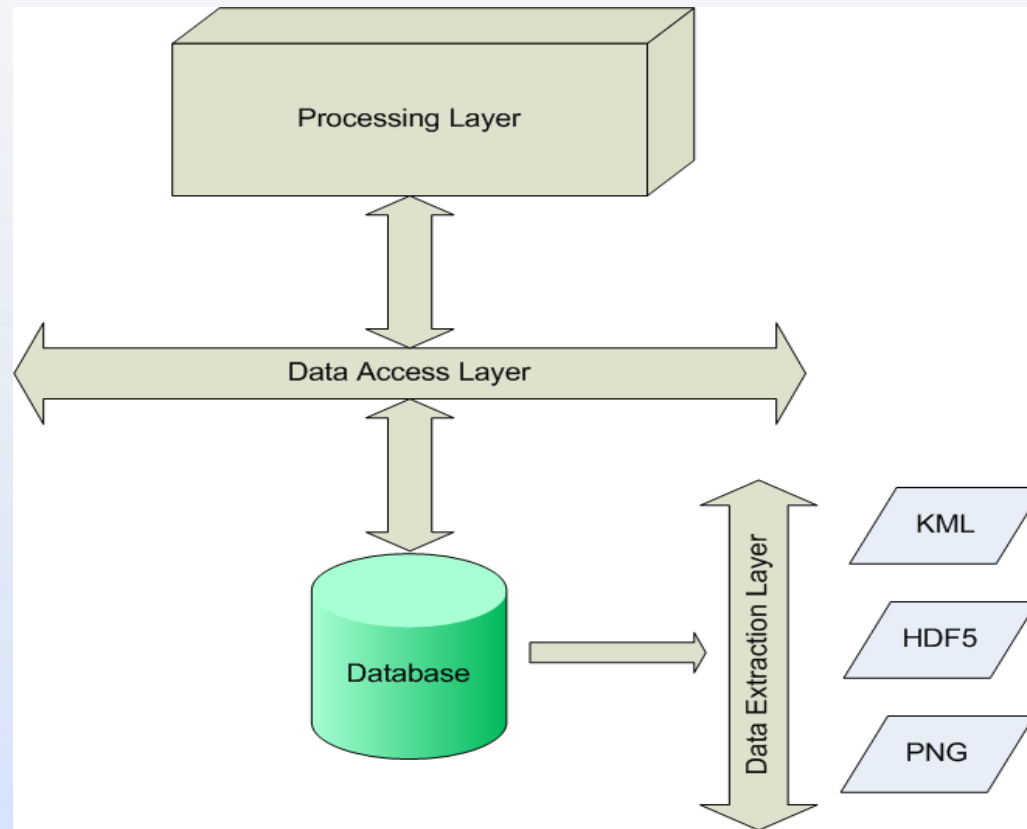 Processing Layer
Data Access Layer
Database
Data Extraction Layer
KML
HDF5
PNG